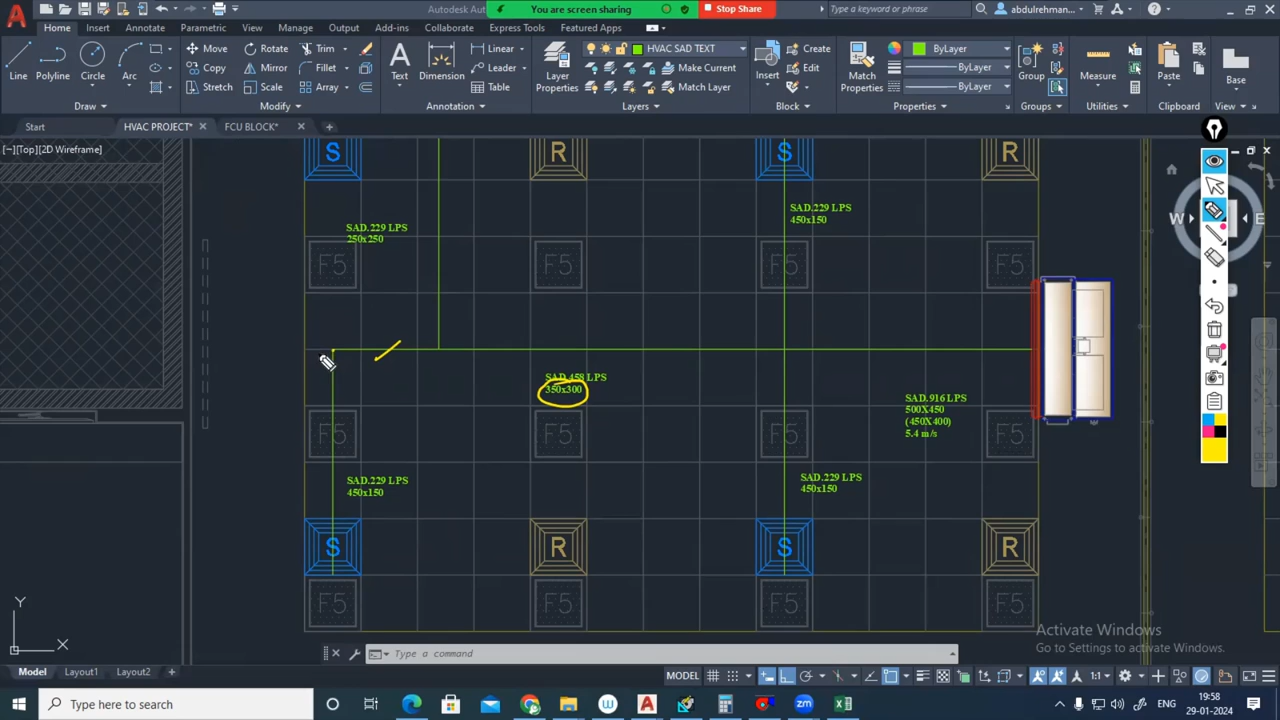 Autodesk Aut
You are screen sharing
Stop Share
Type a keyword or phrase
abdulrehman.
Home
Insert
Annotate
Parametric
View
Manage
Output
Add-ins
Collaborate
Express Tools
Featured Apps
Line
Polyline
Circle
Arc
Move
Rotate
Trim
Copy
Mirror
Fillet
Stretch
Scale
Array
Text
Dimension
Linear
Leader
Table
Layer
Properties
HVAC SAD TEXT
Make Current
Match Layer
Insert
Create
Edit
Match
Properties
ByLayer
ByLayer
ByLayer
Group
Measure
Paste
Base
Draw
Modify
Annotation
Layers
Block
Properties
Groups
Utilities
Clipboard
View
Start
HVAC PROJECT*
FCU BLOCK*
[−][Top][2D Wireframe]
S
R
S
R
W
E
SAD.229 LPS
250x250
SAD.229 LPS
450x150
F5
F5
F5
F5
SAD.458 LPS
350x300
SAD.916 LPS
500X450
(450X400)
5.4 m/s
F5
F5
F5
F5
SAD.229 LPS
450x150
SAD.229 LPS
450x150
S
R
S
R
F5
F5
F5
F5
Y
X
Activate Windows
Go to Settings to activate Windows.
Type a command
Model
Layout1
Layout2
MODEL
1:1
Type here to search
ENG
9:58
29-01-2024